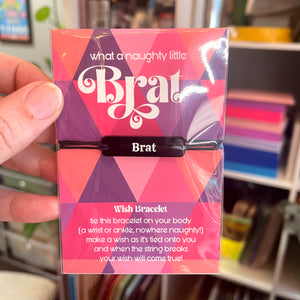 what a naughty little
Brat
Brat
Wish Bracelet
tie this bracelet on your body
(a wrist or ankle, nowhere naughty!)
make a wish as it's tied onto you
and when the string breaks
your wish will come true!